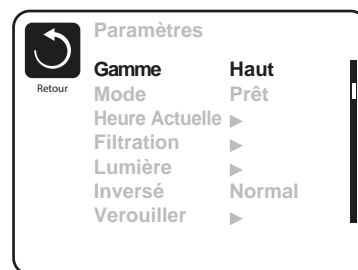 Paramètres
Retour
Gamme Haut
Mode Prêt
Heure Actuelle
Filtration
Lumière
Inversé Normal
Verouiller